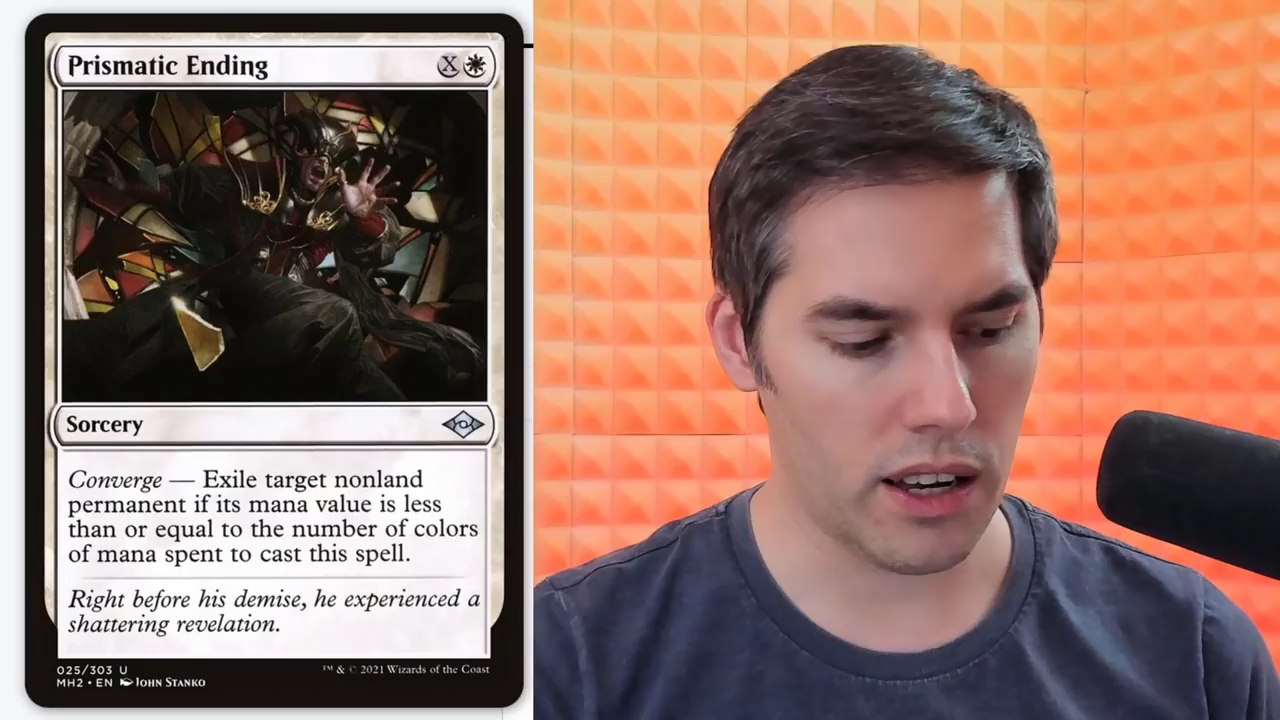 Prismatic Ending X
Sorcery
Converge — Exile target nonland
permanent if its mana value is less
than or equal to the number of colors
of mana spent to cast this spell.
Right before his demise, he experienced a
shattering revelation.
025/303 U
MH2 • EN JOHN STANKO
™ & © 2021 Wizards of the Coast